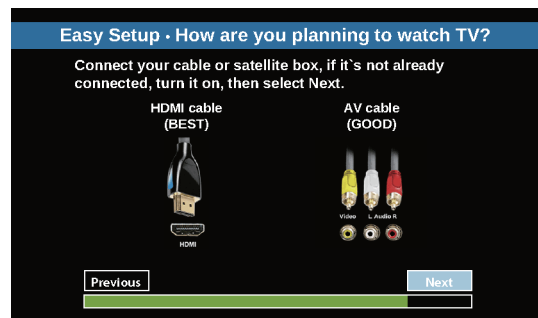 Easy Setup • How are you planning to watch TV?
Connect your cable or satellite box, if it`s not already
connected, turn it on, then select Next.
HDMI cable
(BEST)
AV cable
(GOOD)
Video
L Audio R
HDMI
Previous
Next